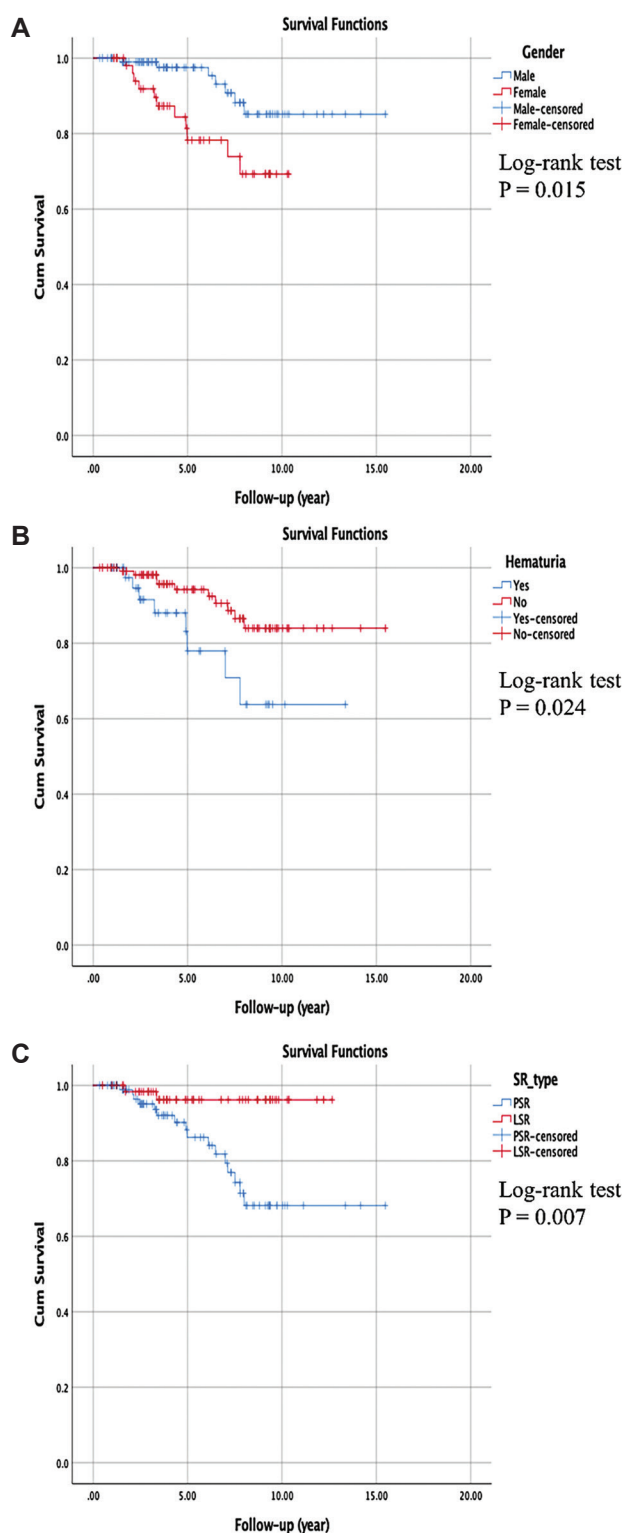 A
Survival Functions
Gender
Male
Female
Male-censored
Female-censored
Log-rank test
P = 0.015
Cum Survival
1.0
0.8
0.6
0.4
0.2
0.0
.00 5.00 10.00 15.00 20.00
Follow-up (year)
B
Survival Functions
Hematuria
Yes
No
Yes-censored
No-censored
Log-rank test
P = 0.024
Cum Survival
1.0
0.8
0.6
0.4
0.2
0.0
.00 5.00 10.00 15.00 20.00
Follow-up (year)
C
Survival Functions
SR_type
PSR
LSR
PSR-censored
LSR-censored
Log-rank test
P = 0.007
Cum Survival
1.0
0.8
0.6
0.4
0.2
0.0
.00 5.00 10.00 15.00 20.00
Follow-up (year)